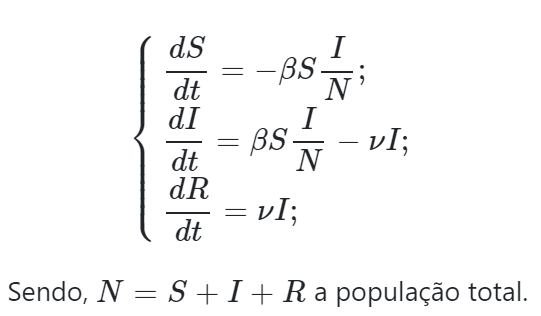 dS/dt = −βS I/N;
dI/dt = βS I/N − νI;
dR/dt = νI;
Sendo, N = S + I + R a população total.